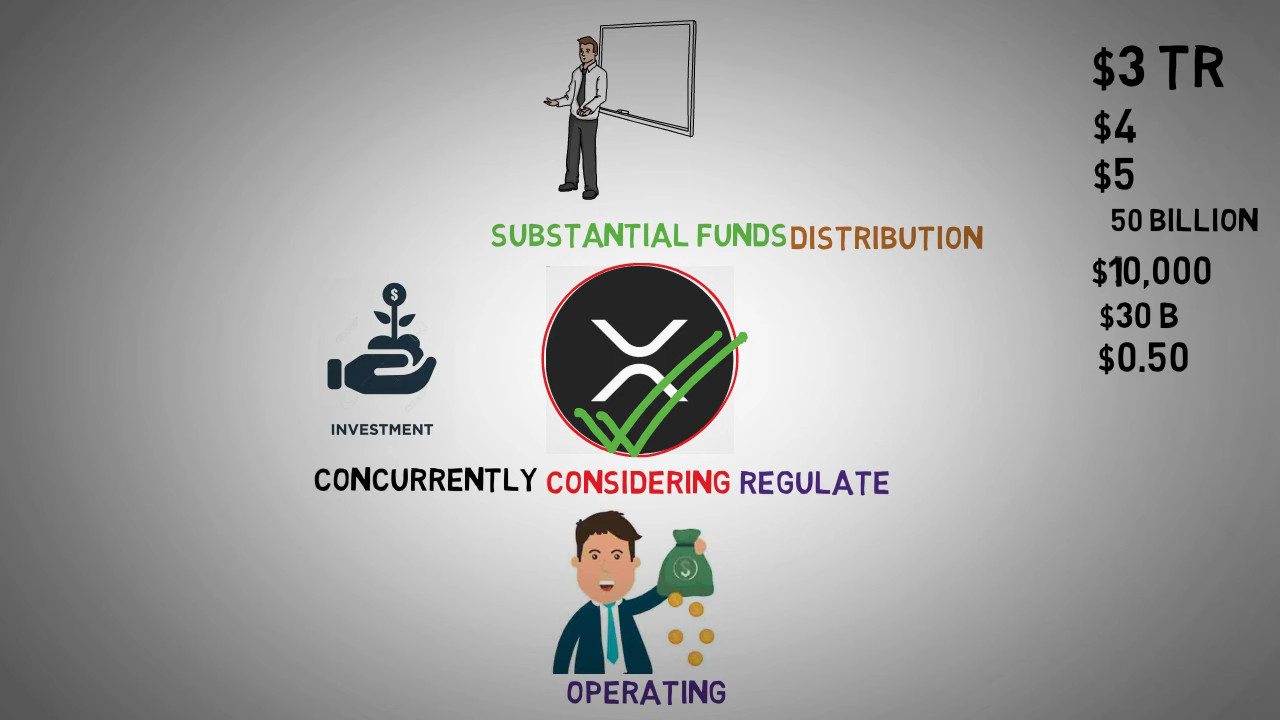 $3 TR
$4
$5
50 BILLION
$10,000
$30 B
$0.50
SUBSTANTIAL FUNDS DISTRIBUTION
$
INVESTMENT
CONCURRENTLY CONSIDERING REGULATE
$
OPERATING